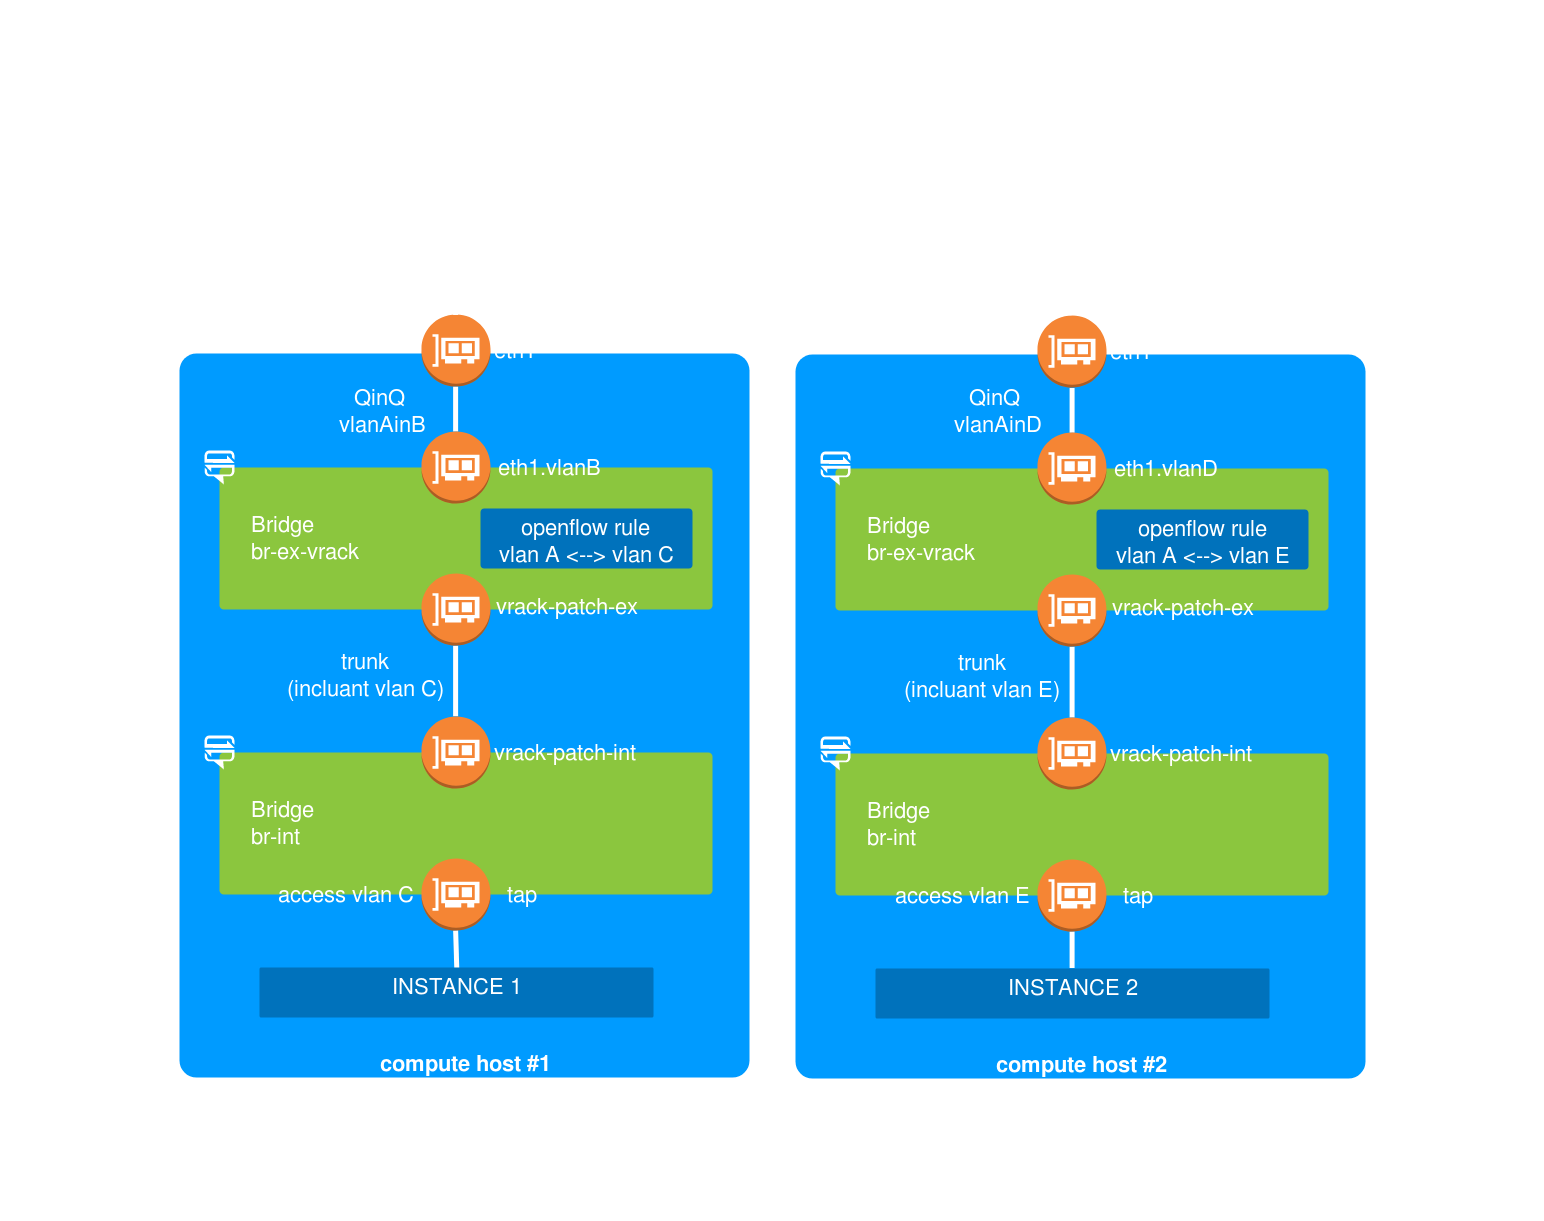 eth1
QinQ
vlanAinB
eth1.vlanB
Bridge
br-ex-vrack
openflow rule
vlan A <--> vlan C
vrack-patch-ex
trunk
(incluant vlan C)
vrack-patch-int
Bridge
br-int
access vlan C
tap
INSTANCE 1
compute host #1
eth1
QinQ
vlanAinD
eth1.vlanD
Bridge
br-ex-vrack
openflow rule
vlan A <--> vlan E
vrack-patch-ex
trunk
(incluant vlan E)
vrack-patch-int
Bridge
br-int
access vlan E
tap
INSTANCE 2
compute host #2